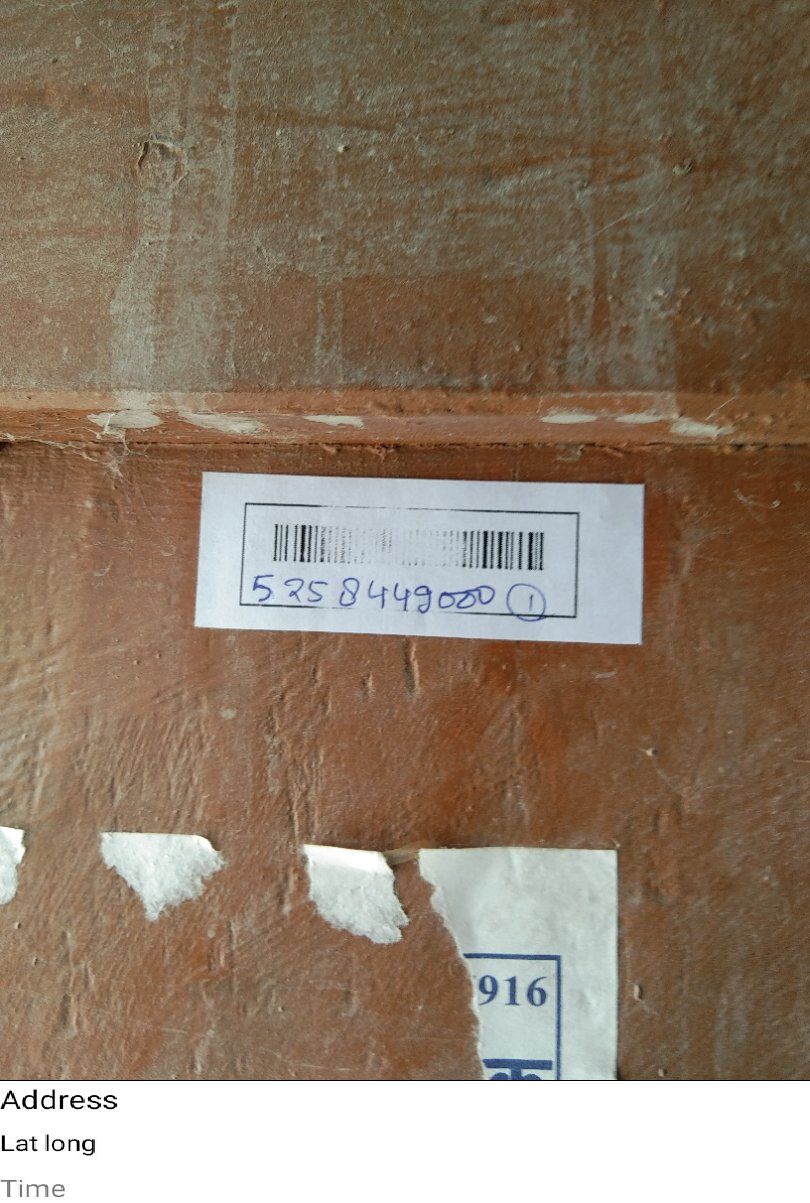 5258449000 ①
916
Address
Lat long
Time